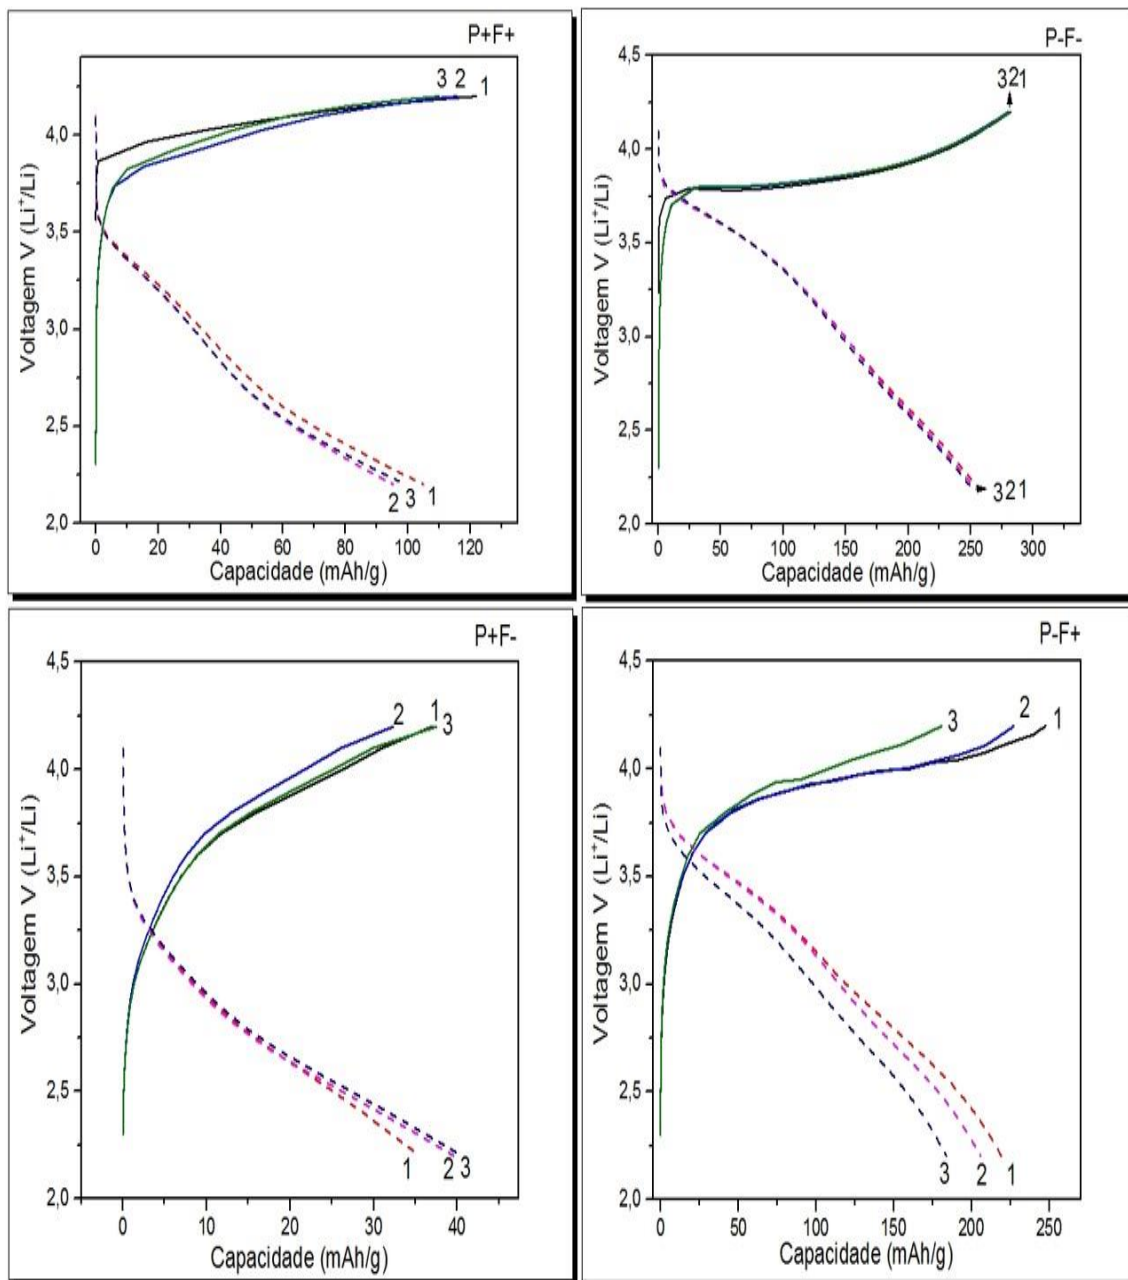 P+F+
3 2 1
4,0
3,5
3,0
2,5
2,0
Voltagem V (Li⁺/Li)
2 3 1
0 20 40 60 80 100 120
Capacidade (mAh/g)
P-F-
4,5
321
4,0
3,5
3,0
2,5
2,0
Voltagem V (Li⁺/Li)
321
0 50 100 150 200 250 300
Capacidade (mAh/g)
P+F-
4,5
2 1
3
4,0
3,5
3,0
2,5
2,0
Voltagem V (Li⁺/Li)
1 2 3
0 10 20 30 40
Capacidade (mAh/g)
P-F+
4,5
3 2 1
4,0
3,5
3,0
2,5
2,0
Voltagem V (Li⁺/Li)
3 2 1
0 50 100 150 200 250
Capacidade (mAh/g)